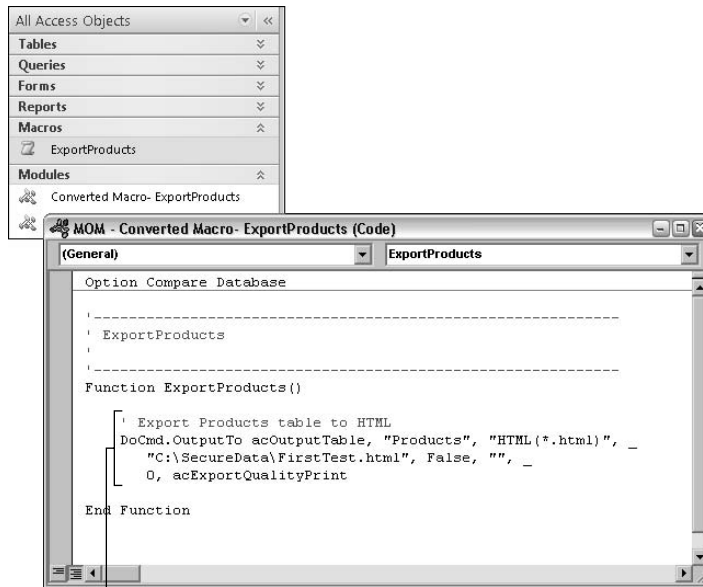 All Access Objects
Tables
Queries
Forms
Reports
Macros
ExportProducts
Modules
Converted Macro- ExportProducts
MOM - Converted Macro- ExportProducts (Code)
(General) ExportProducts
Option Compare Database
'------------------------------------------------------------
' ExportProducts
'
'------------------------------------------------------------
Function ExportProducts()
' Export Products table to HTML
DoCmd.OutputTo acOutputTable, "Products", "HTML(*.html)", _
"C:\SecureData\FirstTest.html", False, "", _
0, acExportQualityPrint
End Function